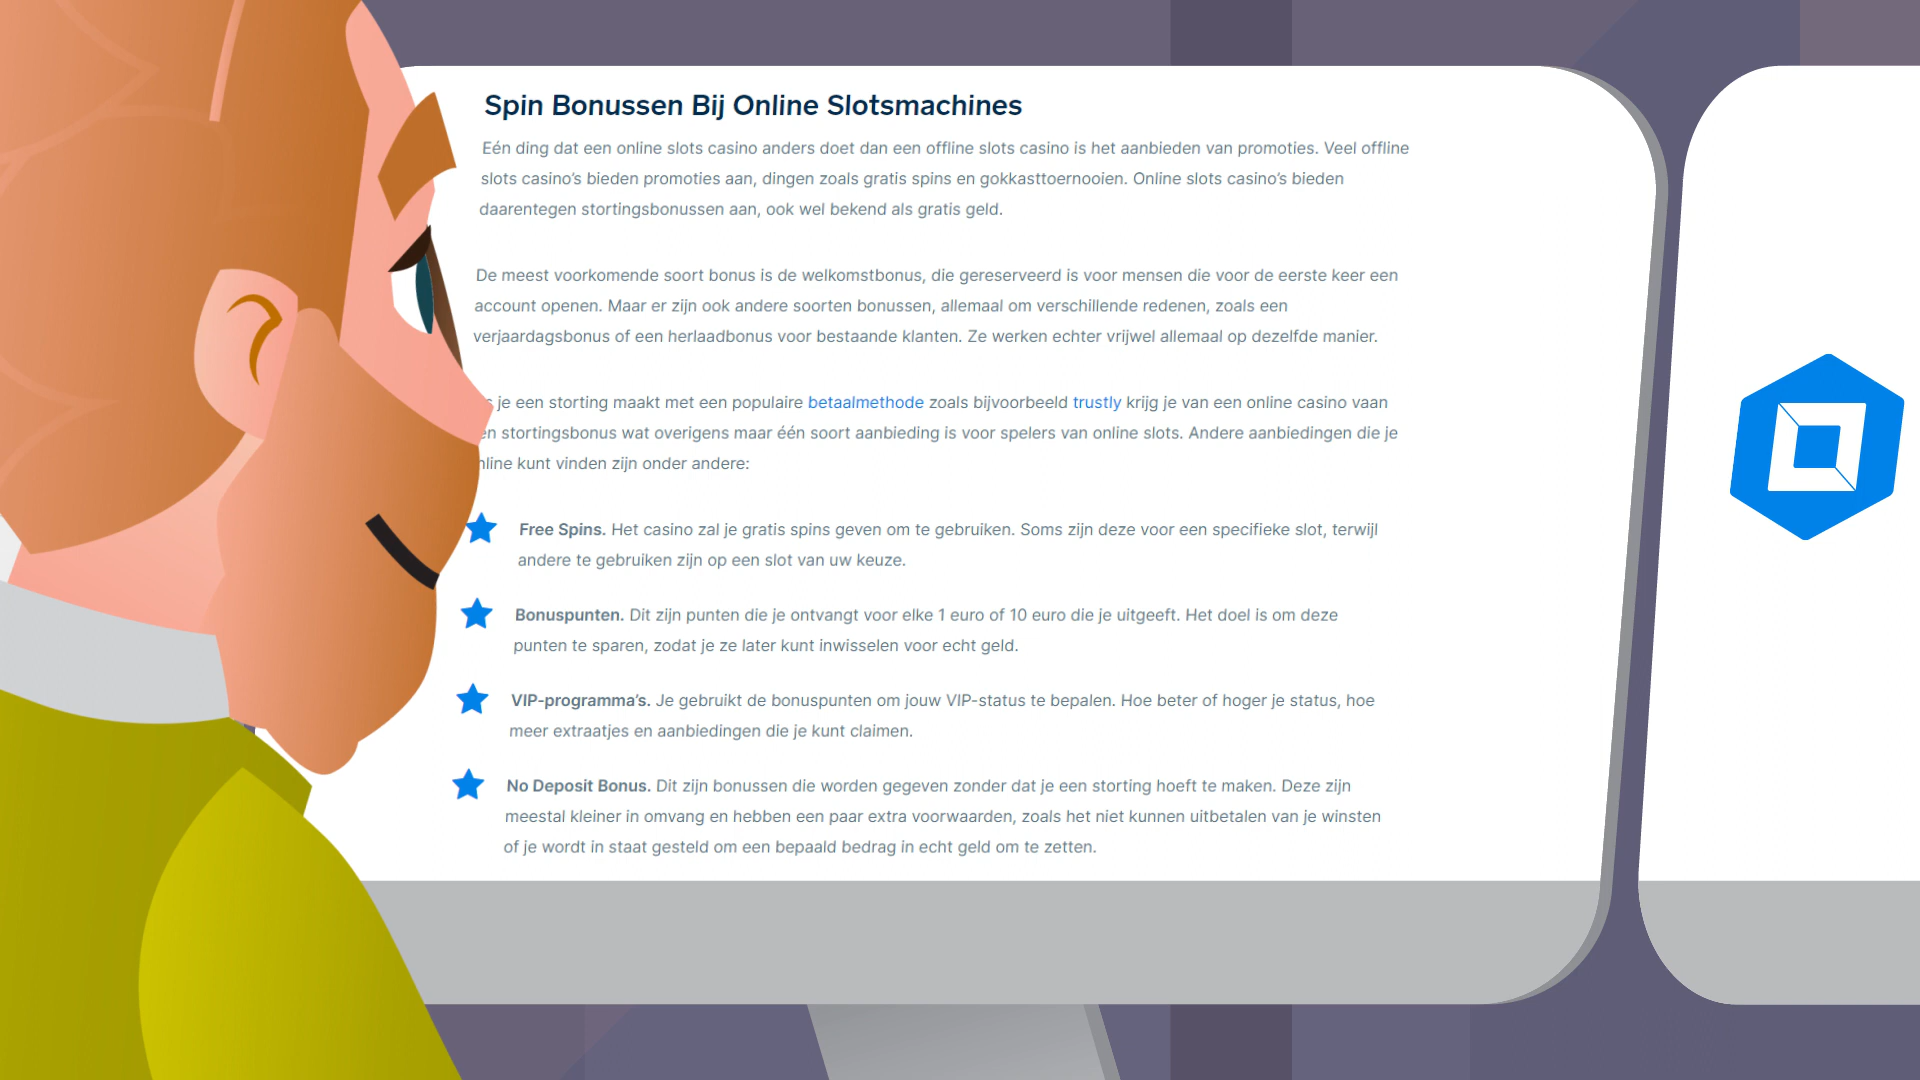 Spin Bonussen Bij Online Slotsmachines
Eén ding dat een online slots casino anders doet dan een offline slots casino is het aanbieden van promoties. Veel offline
slots casino's bieden promoties aan, dingen zoals gratis spins en gokkasttoernooien. Online slots casino's bieden
daarentegen stortingsbonussen aan, ook wel bekend als gratis geld.
De meest voorkomende soort bonus is de welkomstbonus, die gereserveerd is voor mensen die voor de eerste keer een
account openen. Maar er zijn ook andere soorten bonussen, allemaal om verschillende redenen, zoals een
verjaardagsbonus of een herlaadbonus voor bestaande klanten. Ze werken echter vrijwel allemaal op dezelfde manier.
je een storting maakt met een populaire betaalmethode zoals bijvoorbeeld trustly krijg je van een online casino vaan
stortingsbonus wat overigens maar één soort aanbieding is voor spelers van online slots. Andere aanbiedingen die je
kunt vinden zijn onder andere:
Free Spins. Het casino zal je gratis spins geven om te gebruiken. Soms zijn deze voor een specifieke slot, terwijl
andere te gebruiken zijn op een slot van uw keuze.
Bonuspunten. Dit zijn punten die je ontvangt voor elke 1 euro of 10 euro die je uitgeeft. Het doel is om deze
punten te sparen, zodat je ze later kunt inwisselen voor echt geld.
VIP-programma's. Je gebruikt de bonuspunten om jouw VIP-status te bepalen. Hoe beter of hoger je status, hoe
meer extraatjes en aanbiedingen die je kunt claimen.
No Deposit Bonus. Dit zijn bonussen die worden gegeven zonder dat je een storting hoeft te maken. Deze zijn
meestal kleiner in omvang en hebben een paar extra voorwaarden, zoals het niet kunnen uitbetalen van je winsten
of je wordt in staat gesteld om een bepaald bedrag in echt geld om te zetten.